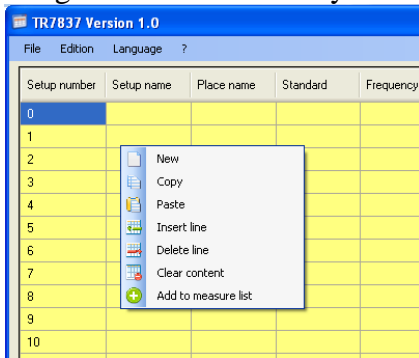 TR7837 Version 1.0
File Edition Language ?
Setup number Setup name Place name Standard Frequency
0
1
2
3
4
5
6
7
8
9
10
New
Copy
Paste
Insert line
Delete line
Clear content
Add to measure list